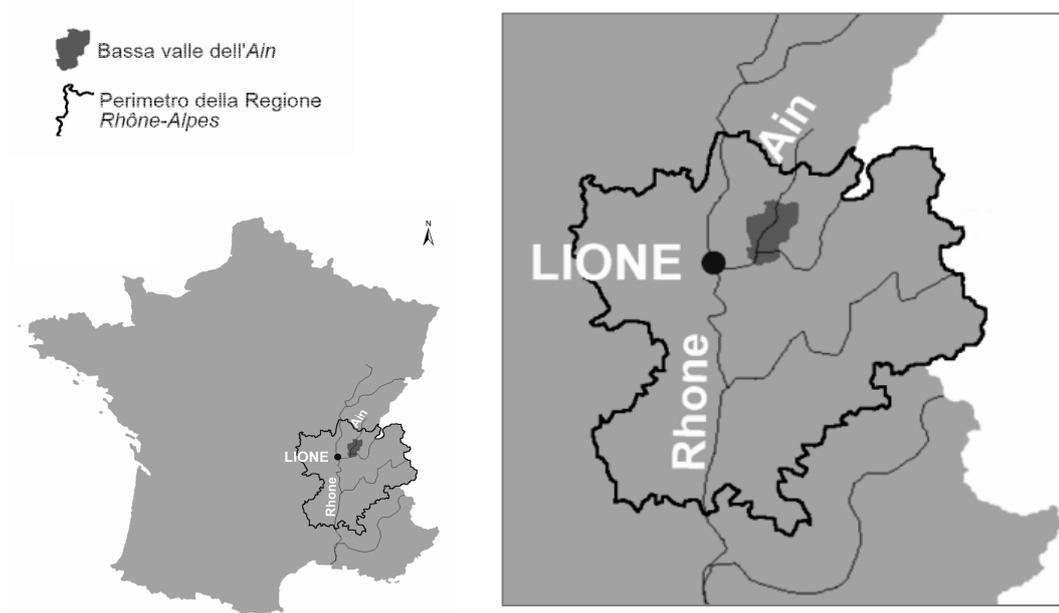 Bassa valle dell'Ain
Perimetro della Regione
Rhône-Alpes
N
Ain
LIONE
Rhone
Ain
LIONE
Rhone